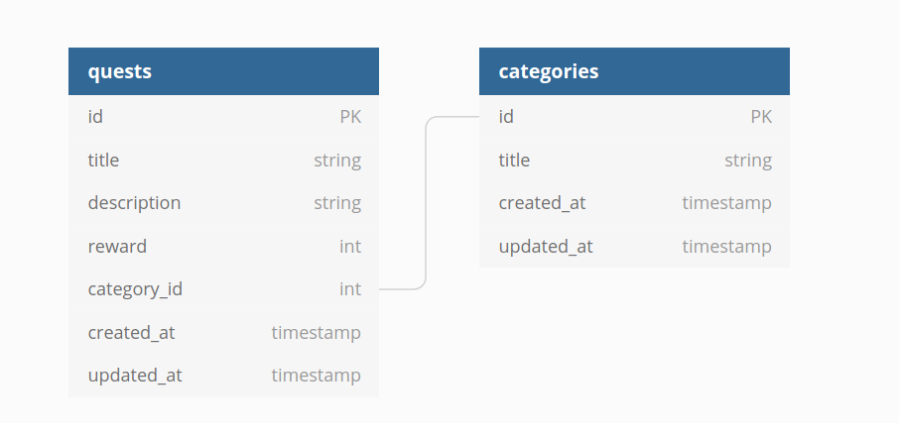 quests
id PK
title string
description string
reward int
category_id int
created_at timestamp
updated_at timestamp
categories
id PK
title string
created_at timestamp
updated_at timestamp